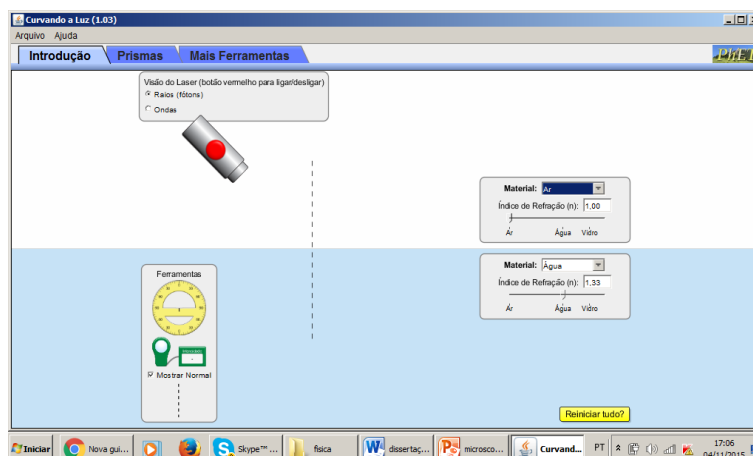 Curvando a Luz (1.03)
Arquivo Ajuda
Introdução Prismas Mais Ferramentas
PhET
Visão do Laser (botão vermelho para ligar/desligar)
Raios (fótons)
Ondas
Material: Ar
Índice de Refração (n): 1,00
Ar Água Vidro
Material: Água
Índice de Refração (n): 1,33
Ar Água Vidro
Ferramentas
Mostrar Normal
Reiniciar tudo?
Iniciar Nova gui... Skype™ ... fisica dissertaç... microsco... Curvand... PT 17:06
04/11/2015